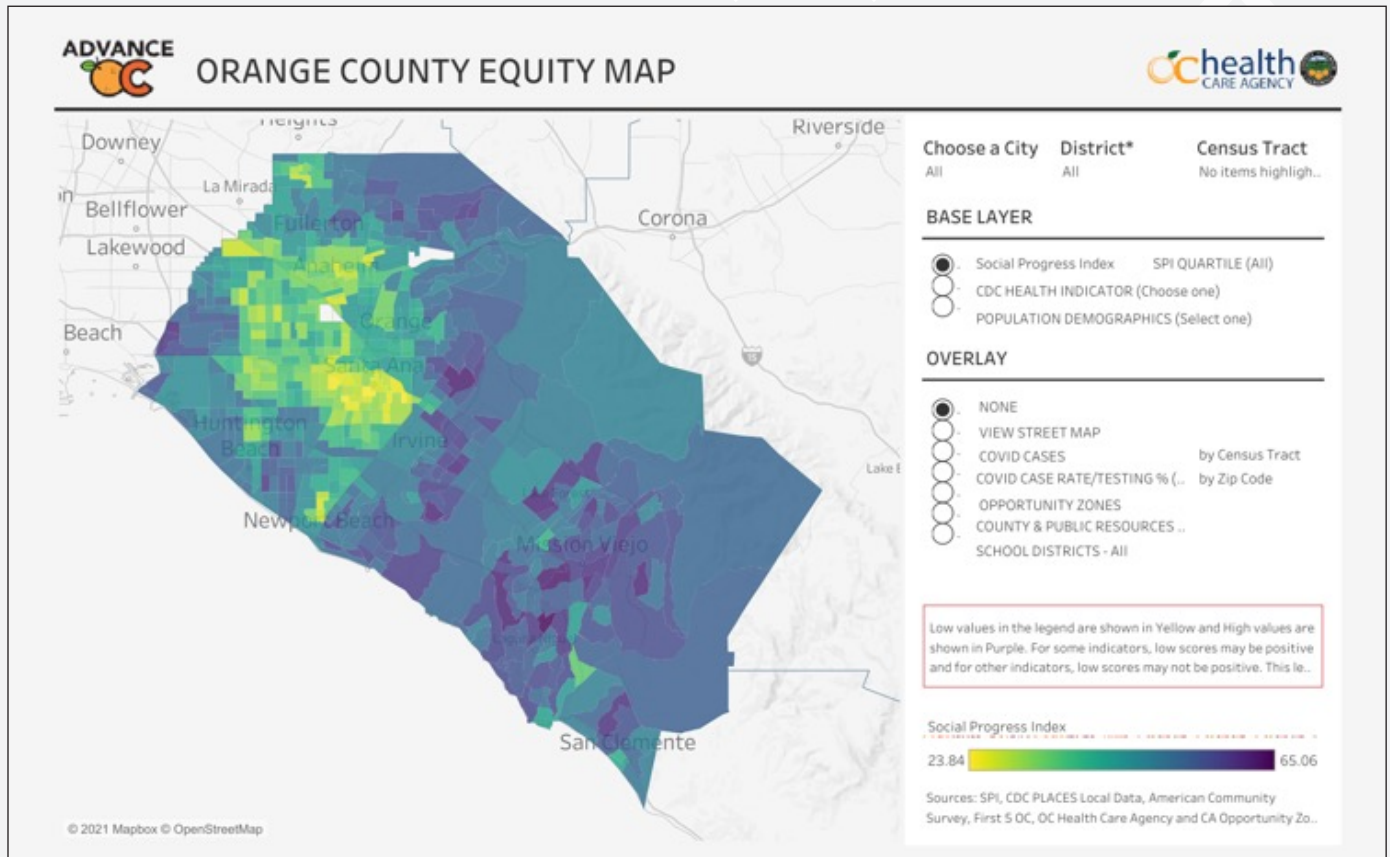 ADVANCE
OC
ORANGE COUNTY EQUITY MAP
OC health
CARE AGENCY
Heights
Downey
Riverside
La Mirada
Bellflower
Fullerton
Corona
Lakewood
Anaheim
Orange
Beach
15
Santa Ana
Huntington
Beach
Irvine
Lake E
Newport Beach
Mission Viejo
San Clemente
© 2021 Mapbox © OpenStreetMap
Choose a City District* Census Tract
All All No items highligh..
BASE LAYER
Social Progress Index SPI QUARTILE (All)
CDC HEALTH INDICATOR (Choose one)
POPULATION DEMOGRAPHICS (Select one)
OVERLAY
NONE
VIEW STREET MAP
COVID CASES by Census Tract
COVID CASE RATE/TESTING % (.. by Zip Code
OPPORTUNITY ZONES
COUNTY & PUBLIC RESOURCES ..
SCHOOL DISTRICTS - All
Low values in the legend are shown in Yellow and High values are
shown in Purple. For some indicators, low scores may be positive
and for other indicators, low scores may not be positive. This le..
Social Progress Index
23.84 65.06
Sources: SPI, CDC PLACES Local Data, American Community
Survey, First 5 OC, OC Health Care Agency and CA Opportunity Zo..